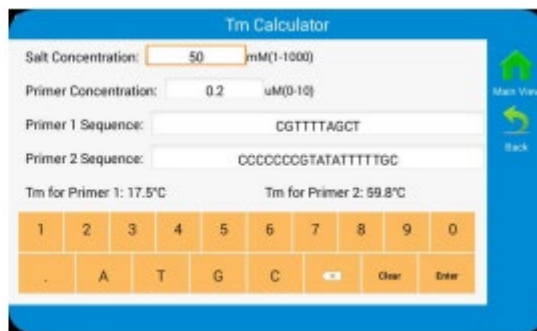 Tm Calculator
Salt Concentration: 50 mM(1-1000)
Primer Concentration: 0.2 uM(0-10)
Primer 1 Sequence: CGTTTTAGCT
Primer 2 Sequence: CCCCCCCGTATATTTTTGC
Tm for Primer 1: 17.5°C Tm for Primer 2: 59.8°C
Main View
Back
1 2 3 4 5 6 7 8 9 0
. A T G C Clear Enter